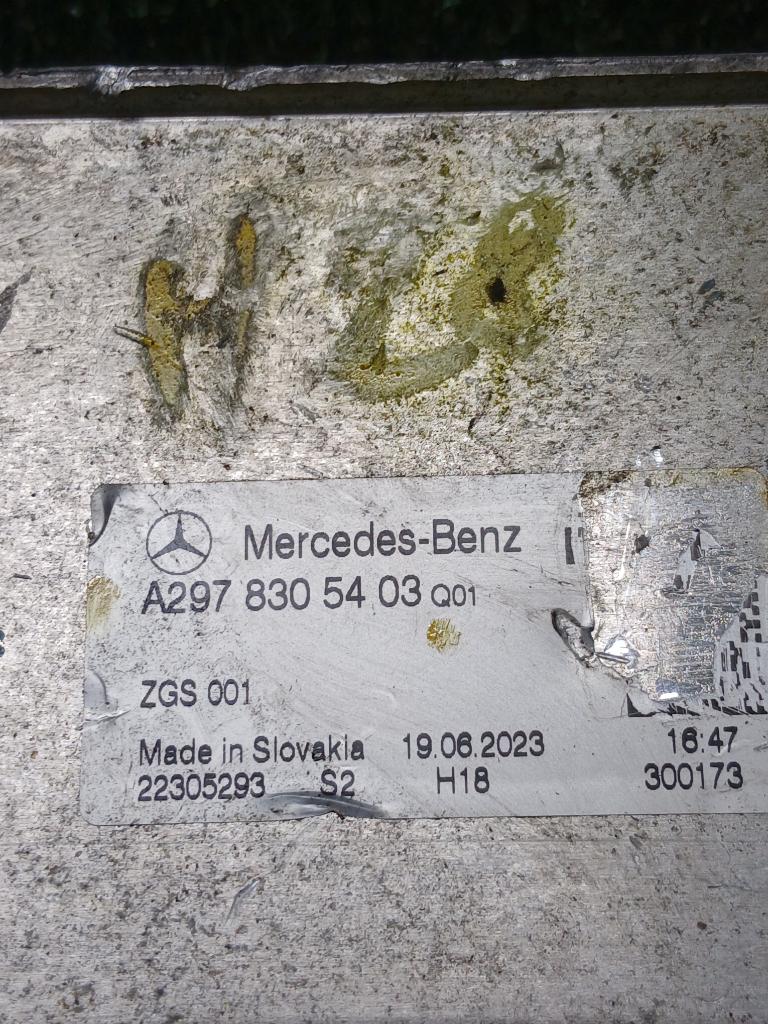 Mercedes-Benz
A297 830 54 03 Q01
ZGS 001
Made in Slovakia 19.06.2023 16:47
22305293 S2 H18 300173